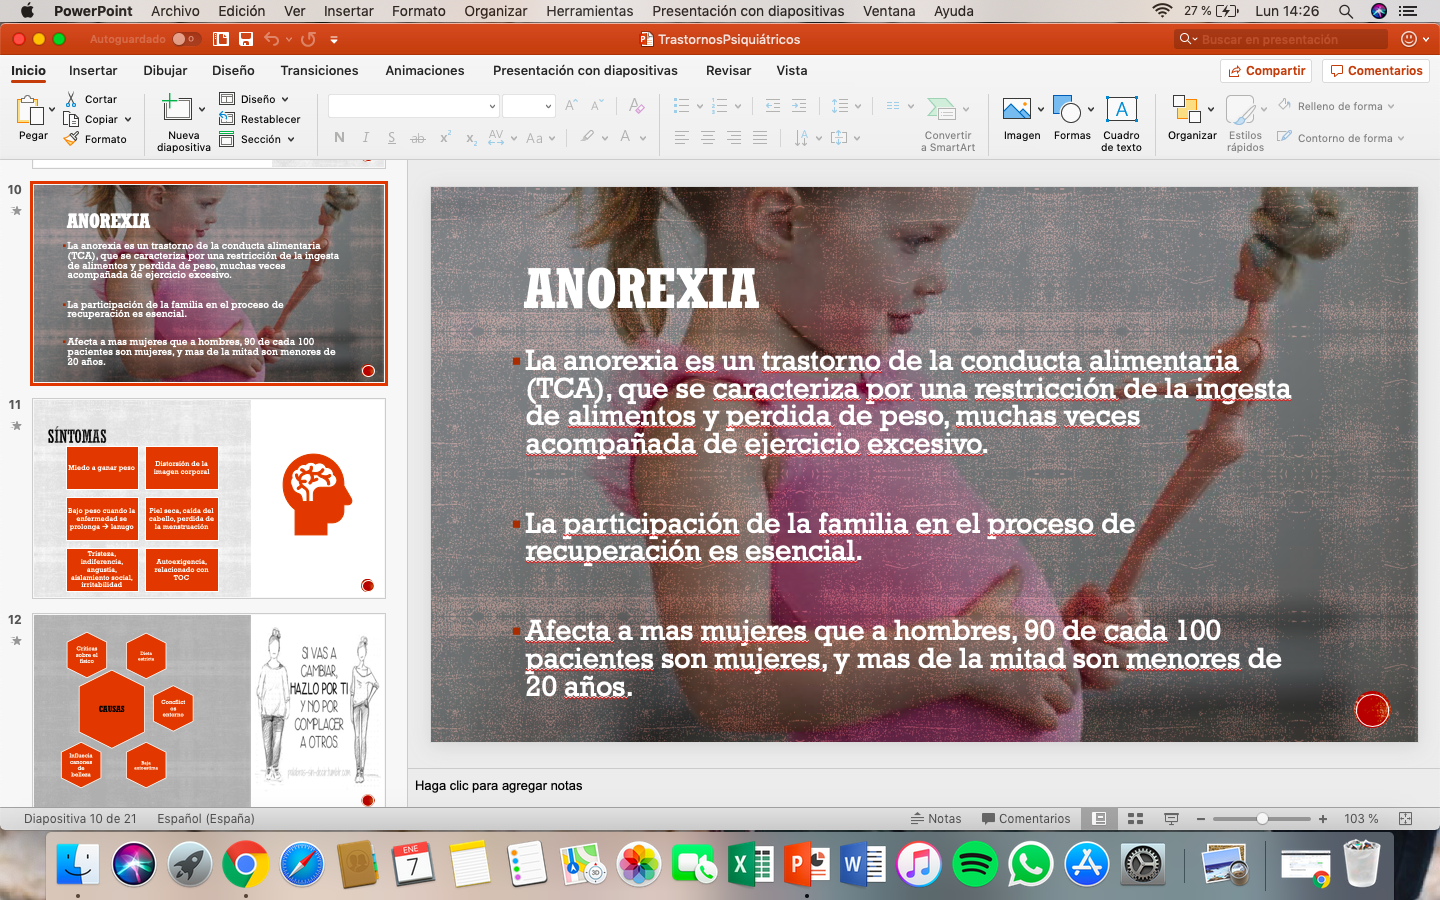 PowerPoint Archivo Edición Ver Insertar Formato Organizar Herramientas Presentación con diapositivas Ventana Ayuda 27 % Lun 14:26
Autoguardado TrastornosPsiquiátricos Buscar en presentación
Inicio Insertar Dibujar Diseño Transiciones Animaciones Presentación con diapositivas Revisar Vista Compartir Comentarios
Pegar
Cortar
Copiar
Formato
Nueva
diapositiva
Diseño
Restablecer
Sección
N K S ab x² x₂ AV Aa A
Convertir
a SmartArt
Imagen
Formas
Cuadro
de texto
Organizar
Estilos
rápidos
Relleno de forma
Contorno de forma
10
ANOREXIA
La anorexia es un trastorno de la conducta alimentaria
(TCA), que se caracteriza por una restricción de la ingesta
de alimentos y perdida de peso, muchas veces
acompañada de ejercicio excesivo.
La participación de la familia en el proceso de
recuperación es esencial.
Afecta a mas mujeres que a hombres, 90 de cada 100
pacientes son mujeres, y mas de la mitad son menores de
20 años.
11
SÍNTOMAS
Miedo a ganar peso
Distorsión de la
imagen corporal
Bajo peso cuando la
enfermedad se
prolonga → lanugo
Piel seca, caída del
cabello, perdida de
la menstruación
Tristeza,
indiferencia,
angustia,
aislamiento social,
irritabilidad
Autoexigencia,
relacionado con
TOC
12
Críticas
sobre el
físico
Dieta
estricta
CAUSAS
Conflict
os
entorno
Influencia
canones
de
belleza
Baja
autoestima
SI VAS A
CAMBIAR,
HAZLO POR TI
Y NO POR
COMPLACER
A OTROS
ANOREXIA
La anorexia es un trastorno de la conducta alimentaria
(TCA), que se caracteriza por una restricción de la ingesta
de alimentos y perdida de peso, muchas veces
acompañada de ejercicio excesivo.
La participación de la familia en el proceso de
recuperación es esencial.
Afecta a mas mujeres que a hombres, 90 de cada 100
pacientes son mujeres, y mas de la mitad son menores de
20 años.
Haga clic para agregar notas
Diapositiva 10 de 21 Español (España) Notas Comentarios 103 %
ENE
7
3D
X P W